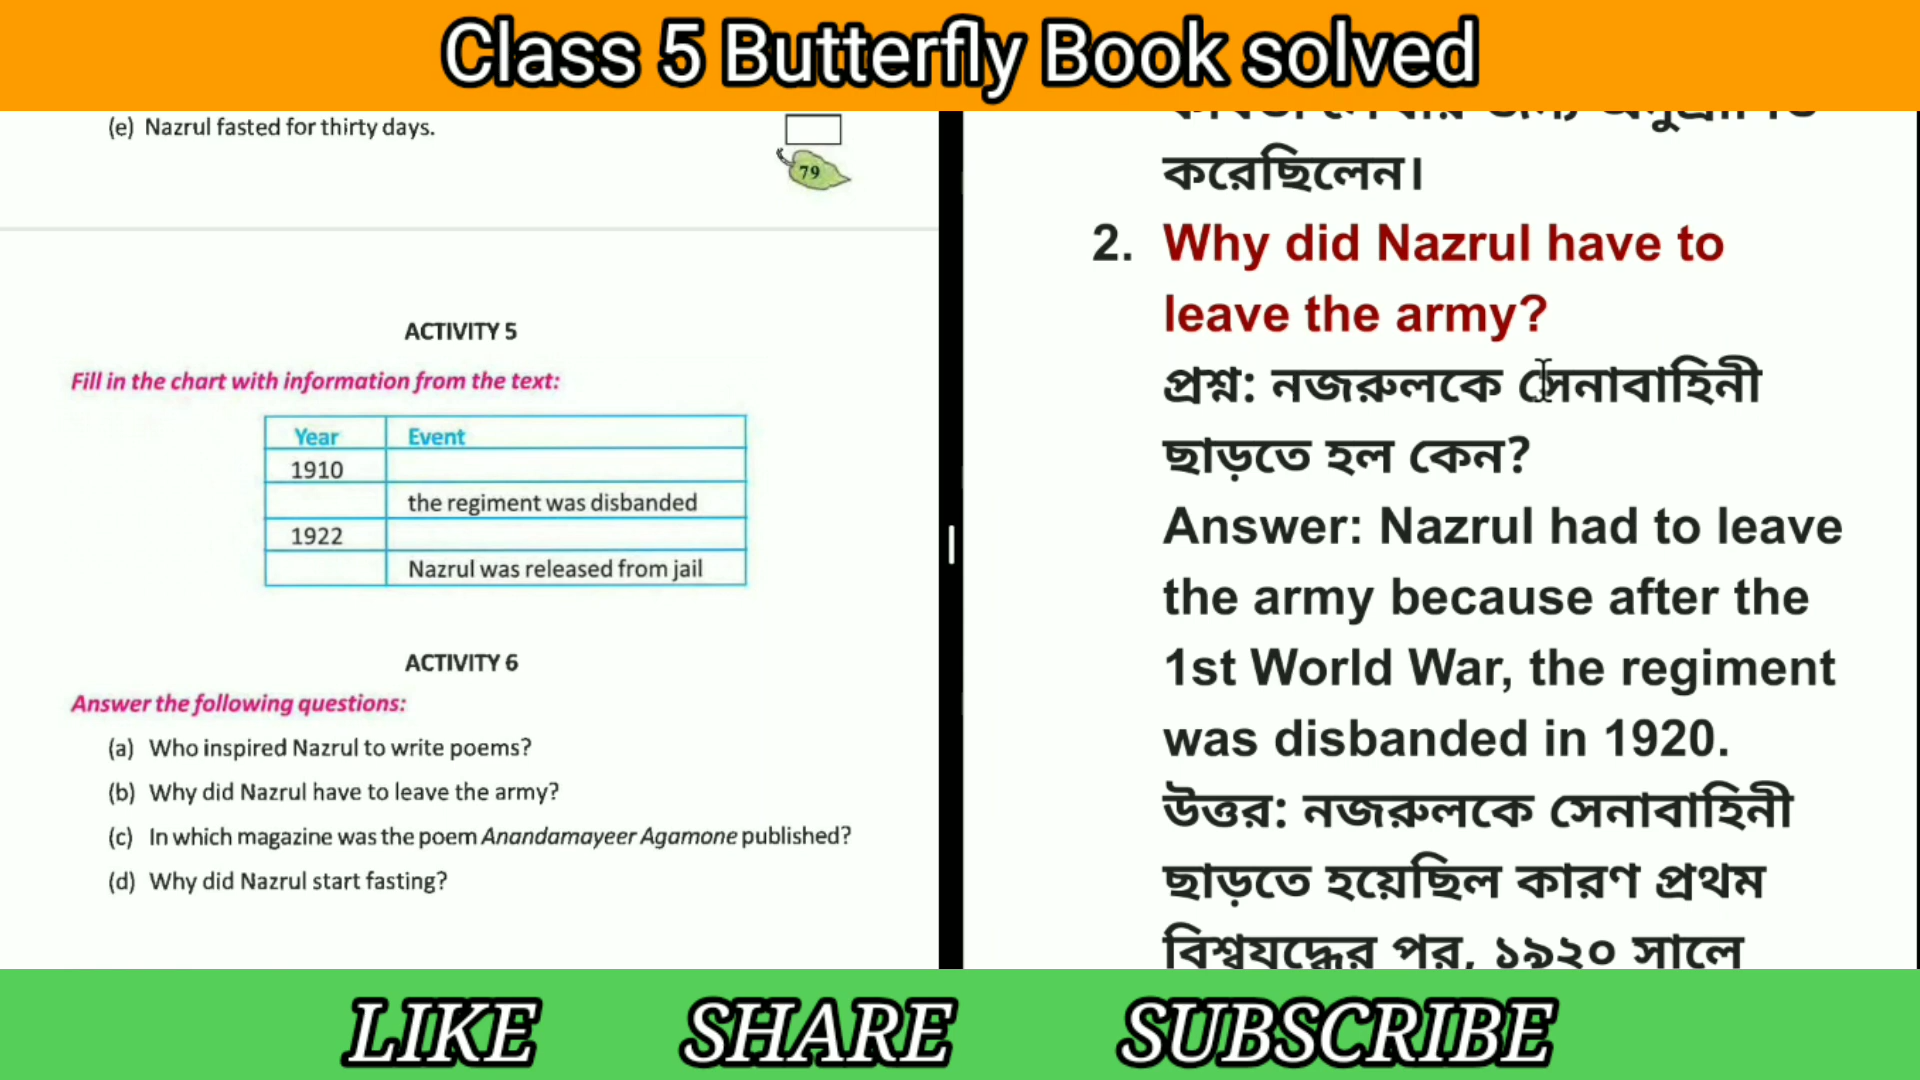 Class 5 Butterfly Book solved
(e) Nazrul fasted for thirty days.
79
ACTIVITY 5
Fill in the chart with information from the text:
Year Event
1910
the regiment was disbanded
1922
Nazrul was released from jail
ACTIVITY 6
Answer the following questions:
(a) Who inspired Nazrul to write poems?
(b) Why did Nazrul have to leave the army?
(c) In which magazine was the poem Anandamayeer Agamone published?
(d) Why did Nazrul start fasting?
করেছিলেন।
2. Why did Nazrul have to
leave the army?
প্রশ্ন: নজরুলকে সেনাবাহিনী
ছাড়তে হল কেন?
Answer: Nazrul had to leave
the army because after the
1st World War, the regiment
was disbanded in 1920.
উত্তর: নজরুলকে সেনাবাহিনী
ছাড়তে হয়েছিল কারণ প্রথম
বিশ্বযুদ্ধের পর, ১৯২০ সালে
LIKE SHARE SUBSCRIBE